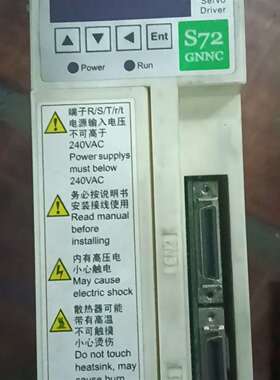 Servo
Driver
Ent
S72
GNNC
Power
Run
端子R/S/T/r/t
电源输入电压
不可高于
240VAC
Power supplys
must below
240VAC
务必按说明书
安装接线使用
Read manual
before
installing
内有高压电
小心触电
May cause
electric shock
散热器可能
带有高温
不可触摸
小心烫伤
Do not touch
heatsink, may
cause burn
CN2